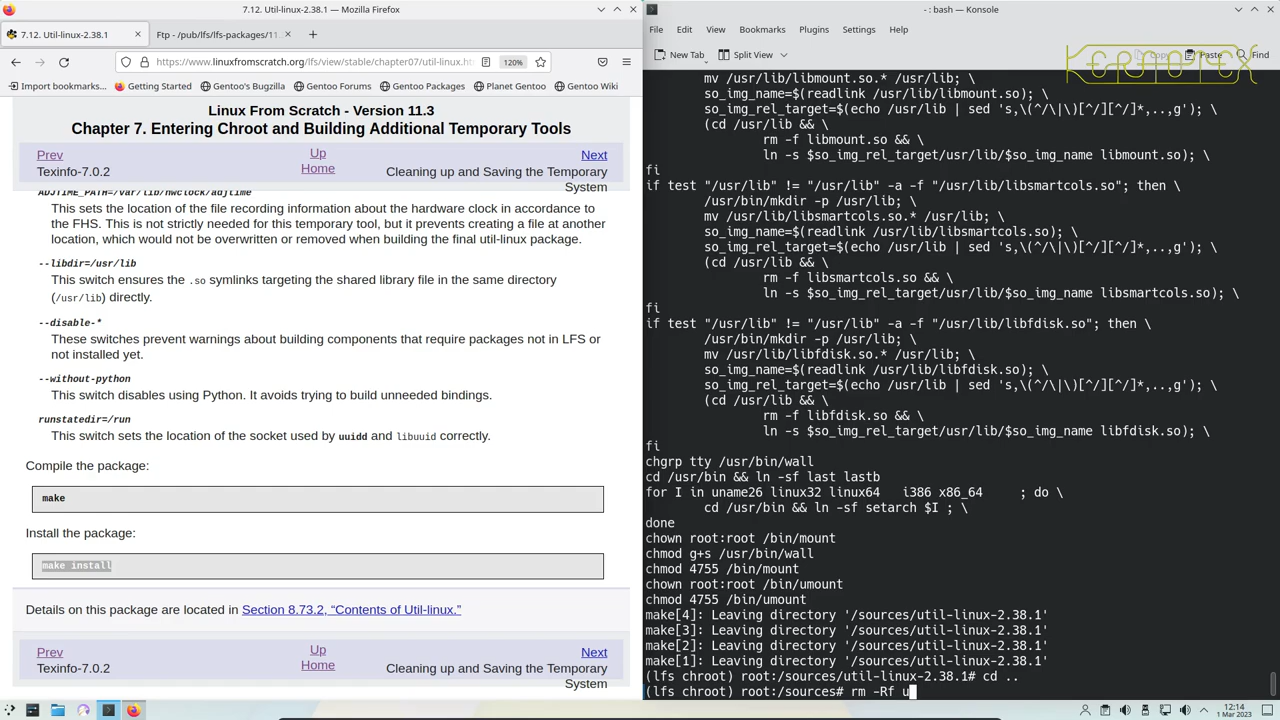 7.12. Util-linux-2.38.1 — Mozilla Firefox
7.12. Util-linux-2.38.1
Ftp - /pub/lfs/lfs-packages/11.
https://www.linuxfromscratch.org/lfs/view/stable/chapter07/util-linux.ht
120%
Import bookmarks...
Getting Started
Gentoo's Bugzilla
Gentoo Forums
Gentoo Packages
Planet Gentoo
Gentoo Wiki
Linux From Scratch - Version 11.3
Chapter 7. Entering Chroot and Building Additional Temporary Tools
Prev
Up
Next
Texinfo-7.0.2
Home
Cleaning up and Saving the Temporary
System
ADJTIME_PATH=/var/lib/hwclock/adjtime
This sets the location of the file recording information about the hardware clock in accordance to
the FHS. This is not strictly needed for this temporary tool, but it prevents creating a file at another
location, which would not be overwritten or removed when building the final util-linux package.
--libdir=/usr/lib
This switch ensures the .so symlinks targeting the shared library file in the same directory
(/usr/lib) directly.
--disable-*
These switches prevent warnings about building components that require packages not in LFS or
not installed yet.
--without-python
This switch disables using Python. It avoids trying to build unneeded bindings.
runstatedir=/run
This switch sets the location of the socket used by uuidd and libuuid correctly.
Compile the package:
make
Install the package:
make install
Details on this package are located in Section 8.73.2, “Contents of Util-linux.”
Prev
Up
Next
Texinfo-7.0.2
Home
Cleaning up and Saving the Temporary
System
- : bash — Konsole
File Edit View Bookmarks Plugins Settings Help
New Tab Split View Copy Paste Find
KERNOTEX
mv /usr/lib/libmount.so.* /usr/lib; \
so_img_name=$(readlink /usr/lib/libmount.so); \
so_img_rel_target=$(echo /usr/lib | sed 's,\(^/\|\)[^/][^/]*,..,g'); \
(cd /usr/lib && \
rm -f libmount.so && \
ln -s $so_img_rel_target/usr/lib/$so_img_name libmount.so); \
fi
if test "/usr/lib" != "/usr/lib" -a -f "/usr/lib/libsmartcols.so"; then \
/usr/bin/mkdir -p /usr/lib; \
mv /usr/lib/libsmartcols.so.* /usr/lib; \
so_img_name=$(readlink /usr/lib/libsmartcols.so); \
so_img_rel_target=$(echo /usr/lib | sed 's,\(^/\|\)[^/][^/]*,..,g'); \
(cd /usr/lib && \
rm -f libsmartcols.so && \
ln -s $so_img_rel_target/usr/lib/$so_img_name libsmartcols.so); \
fi
if test "/usr/lib" != "/usr/lib" -a -f "/usr/lib/libfdisk.so"; then \
/usr/bin/mkdir -p /usr/lib; \
mv /usr/lib/libfdisk.so.* /usr/lib; \
so_img_name=$(readlink /usr/lib/libfdisk.so); \
so_img_rel_target=$(echo /usr/lib | sed 's,\(^/\|\)[^/][^/]*,..,g'); \
(cd /usr/lib && \
rm -f libfdisk.so && \
ln -s $so_img_rel_target/usr/lib/$so_img_name libfdisk.so); \
fi
chgrp tty /usr/bin/wall
cd /usr/bin && ln -sf last lastb
for I in uname26 linux32 linux64   i386 x86_64     ; do \
cd /usr/bin && ln -sf setarch $I ; \
done
chown root:root /bin/mount
chmod g+s /usr/bin/wall
chmod 4755 /bin/mount
chown root:root /bin/umount
chmod 4755 /bin/umount
make[4]: Leaving directory '/sources/util-linux-2.38.1'
make[3]: Leaving directory '/sources/util-linux-2.38.1'
make[2]: Leaving directory '/sources/util-linux-2.38.1'
make[1]: Leaving directory '/sources/util-linux-2.38.1'
(lfs chroot) root:/sources/util-linux-2.38.1# cd ..
(lfs chroot) root:/sources# rm -Rf u
12:14
1 Mar 2023